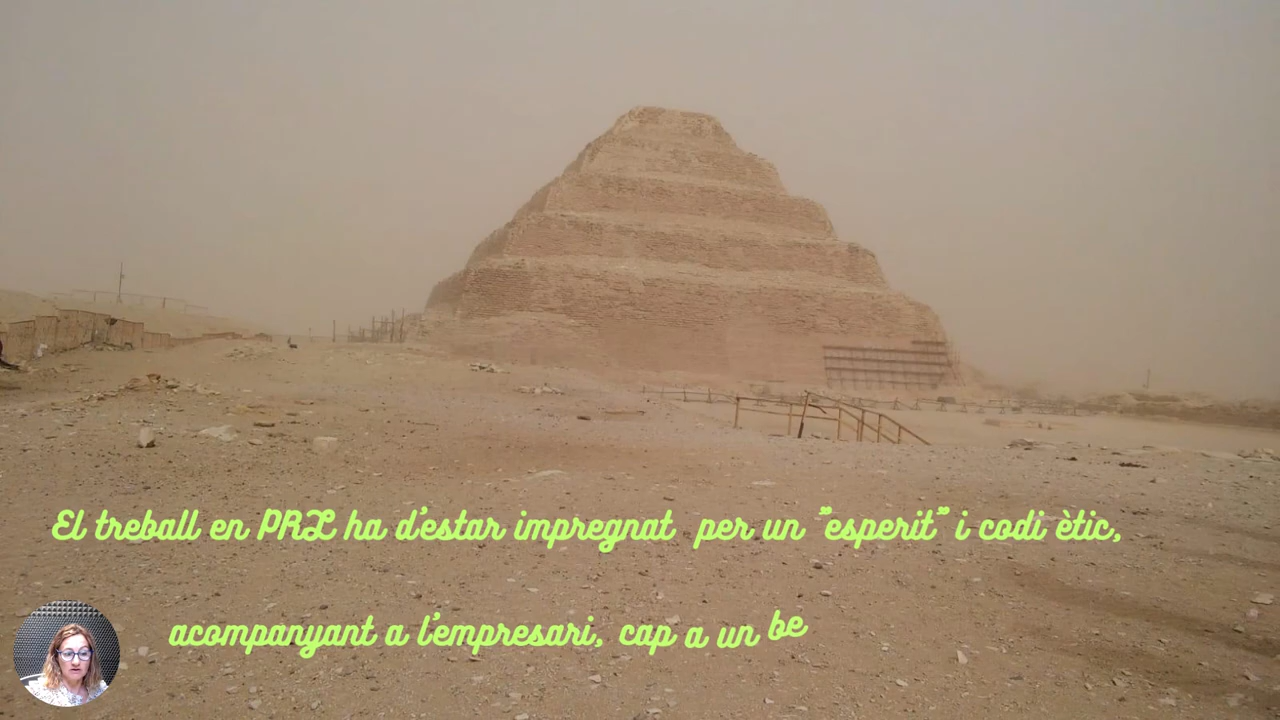 El treball en PRL ha d'estar impregnat per un "esperit" i codi ètic,
acompanyant a l'empresari, cap a un be